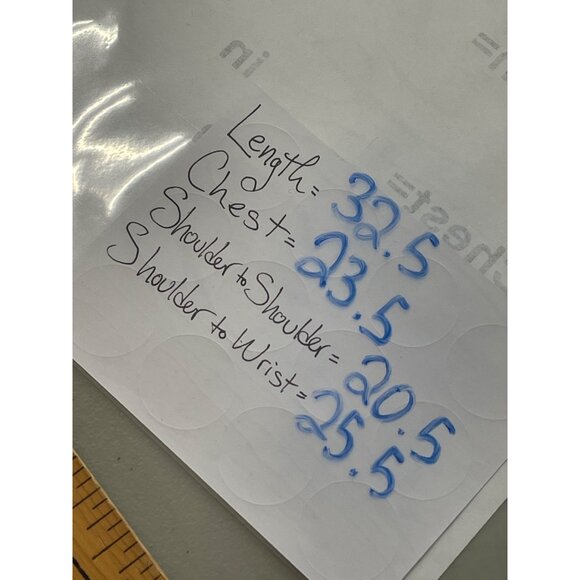 Length = 32.5
Chest = 23.5
Shoulder to Shoulder = 20.5
Shoulder to Wrist = 25.5